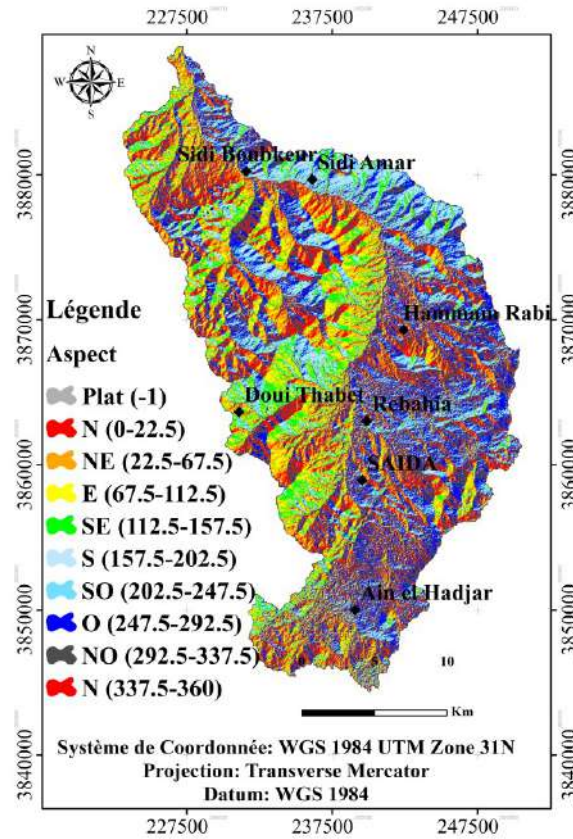 227500 237500 247500
N
W E
S
Sidi Boubkeur
Sidi Amar
3880000 3880000
Hammam Rabi
3870000 3870000
Légende
Aspect
Plat (-1)
N (0-22.5)
NE (22.5-67.5)
E (67.5-112.5)
SE (112.5-157.5)
S (157.5-202.5)
SO (202.5-247.5)
O (247.5-292.5)
NO (292.5-337.5)
N (337.5-360)
Doui Thabet
Rebahia
3860000 3860000
SAIDA
Ain el Hadjar
3850000 3850000
0 5 10
Km
Système de Coordonnée: WGS 1984 UTM Zone 31N
Projection: Transverse Mercator
Datum: WGS 1984
3840000 3840000
227500 237500 247500